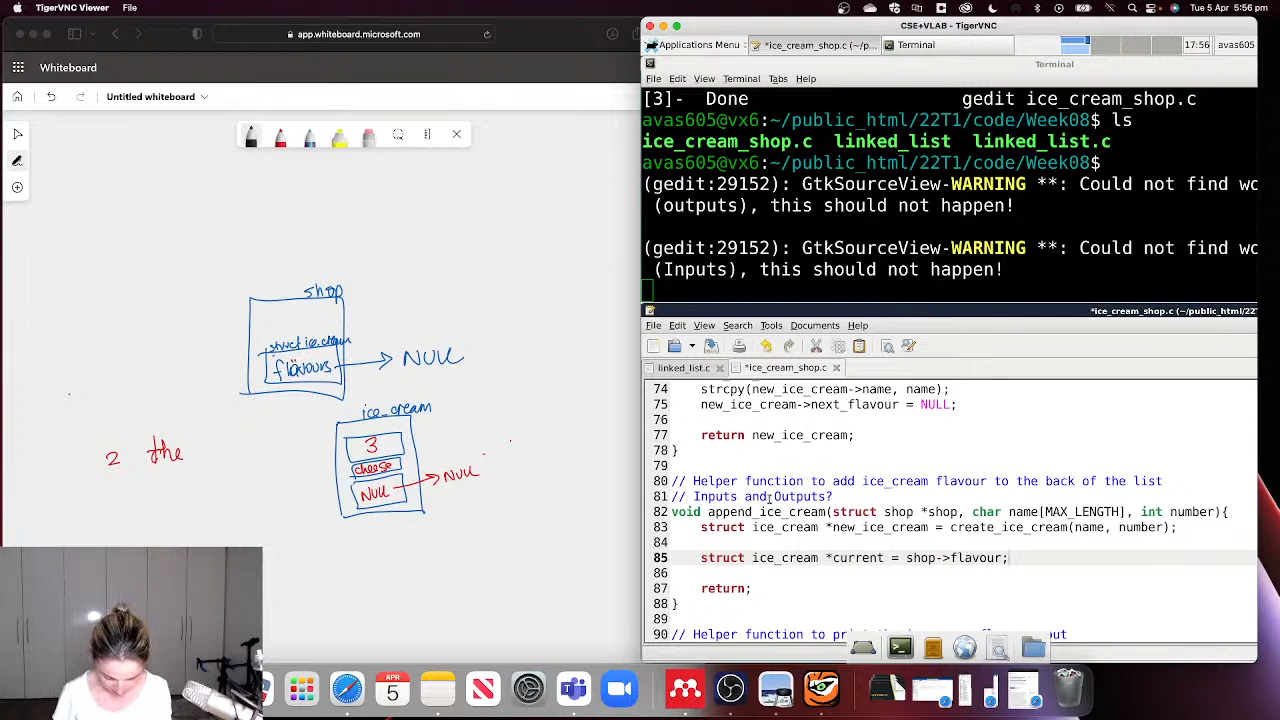 TigerVNC Viewer File
Tue 5 Apr 5:56 pm
app.whiteboard.microsoft.com
Whiteboard
Untitled whiteboard
shop
struct ice_cream
flavours
NULL
ice_cream
3
cheese
NULL
NULL
2 the
CSE+VLAB - TigerVNC
Applications Menu
*ice_cream_shop.c (~/p...
Terminal
17:56
avas605
Terminal
File Edit View Terminal Tabs Help
[3]- Done gedit ice_cream_shop.c
avas605@vx6:~/public_html/22T1/code/Week08$ ls
ice_cream_shop.c linked_list linked_list.c
avas605@vx6:~/public_html/22T1/code/Week08$
(gedit:29152): GtkSourceView-WARNING **: Could not find wo
(outputs), this should not happen!
(gedit:29152): GtkSourceView-WARNING **: Could not find wo
(Inputs), this should not happen!
*ice_cream_shop.c (~/public_html/22T
File Edit View Search Tools Documents Help
linked_list.c
*ice_cream_shop.c
74 strcpy(new_ice_cream->name, name);
75 new_ice_cream->next_flavour = NULL;
76
77 return new_ice_cream;
78 }
79
80 // Helper function to add ice_cream flavour to the back of the list
81 // Inputs and Outputs?
82 void append_ice_cream(struct shop *shop, char name[MAX_LENGTH], int number){
83 struct ice_cream *new_ice_cream = create_ice_cream(name, number);
84
85 struct ice_cream *current = shop->flavour;
86
87 return;
88 }
89
90 // Helper function to print
APR
5